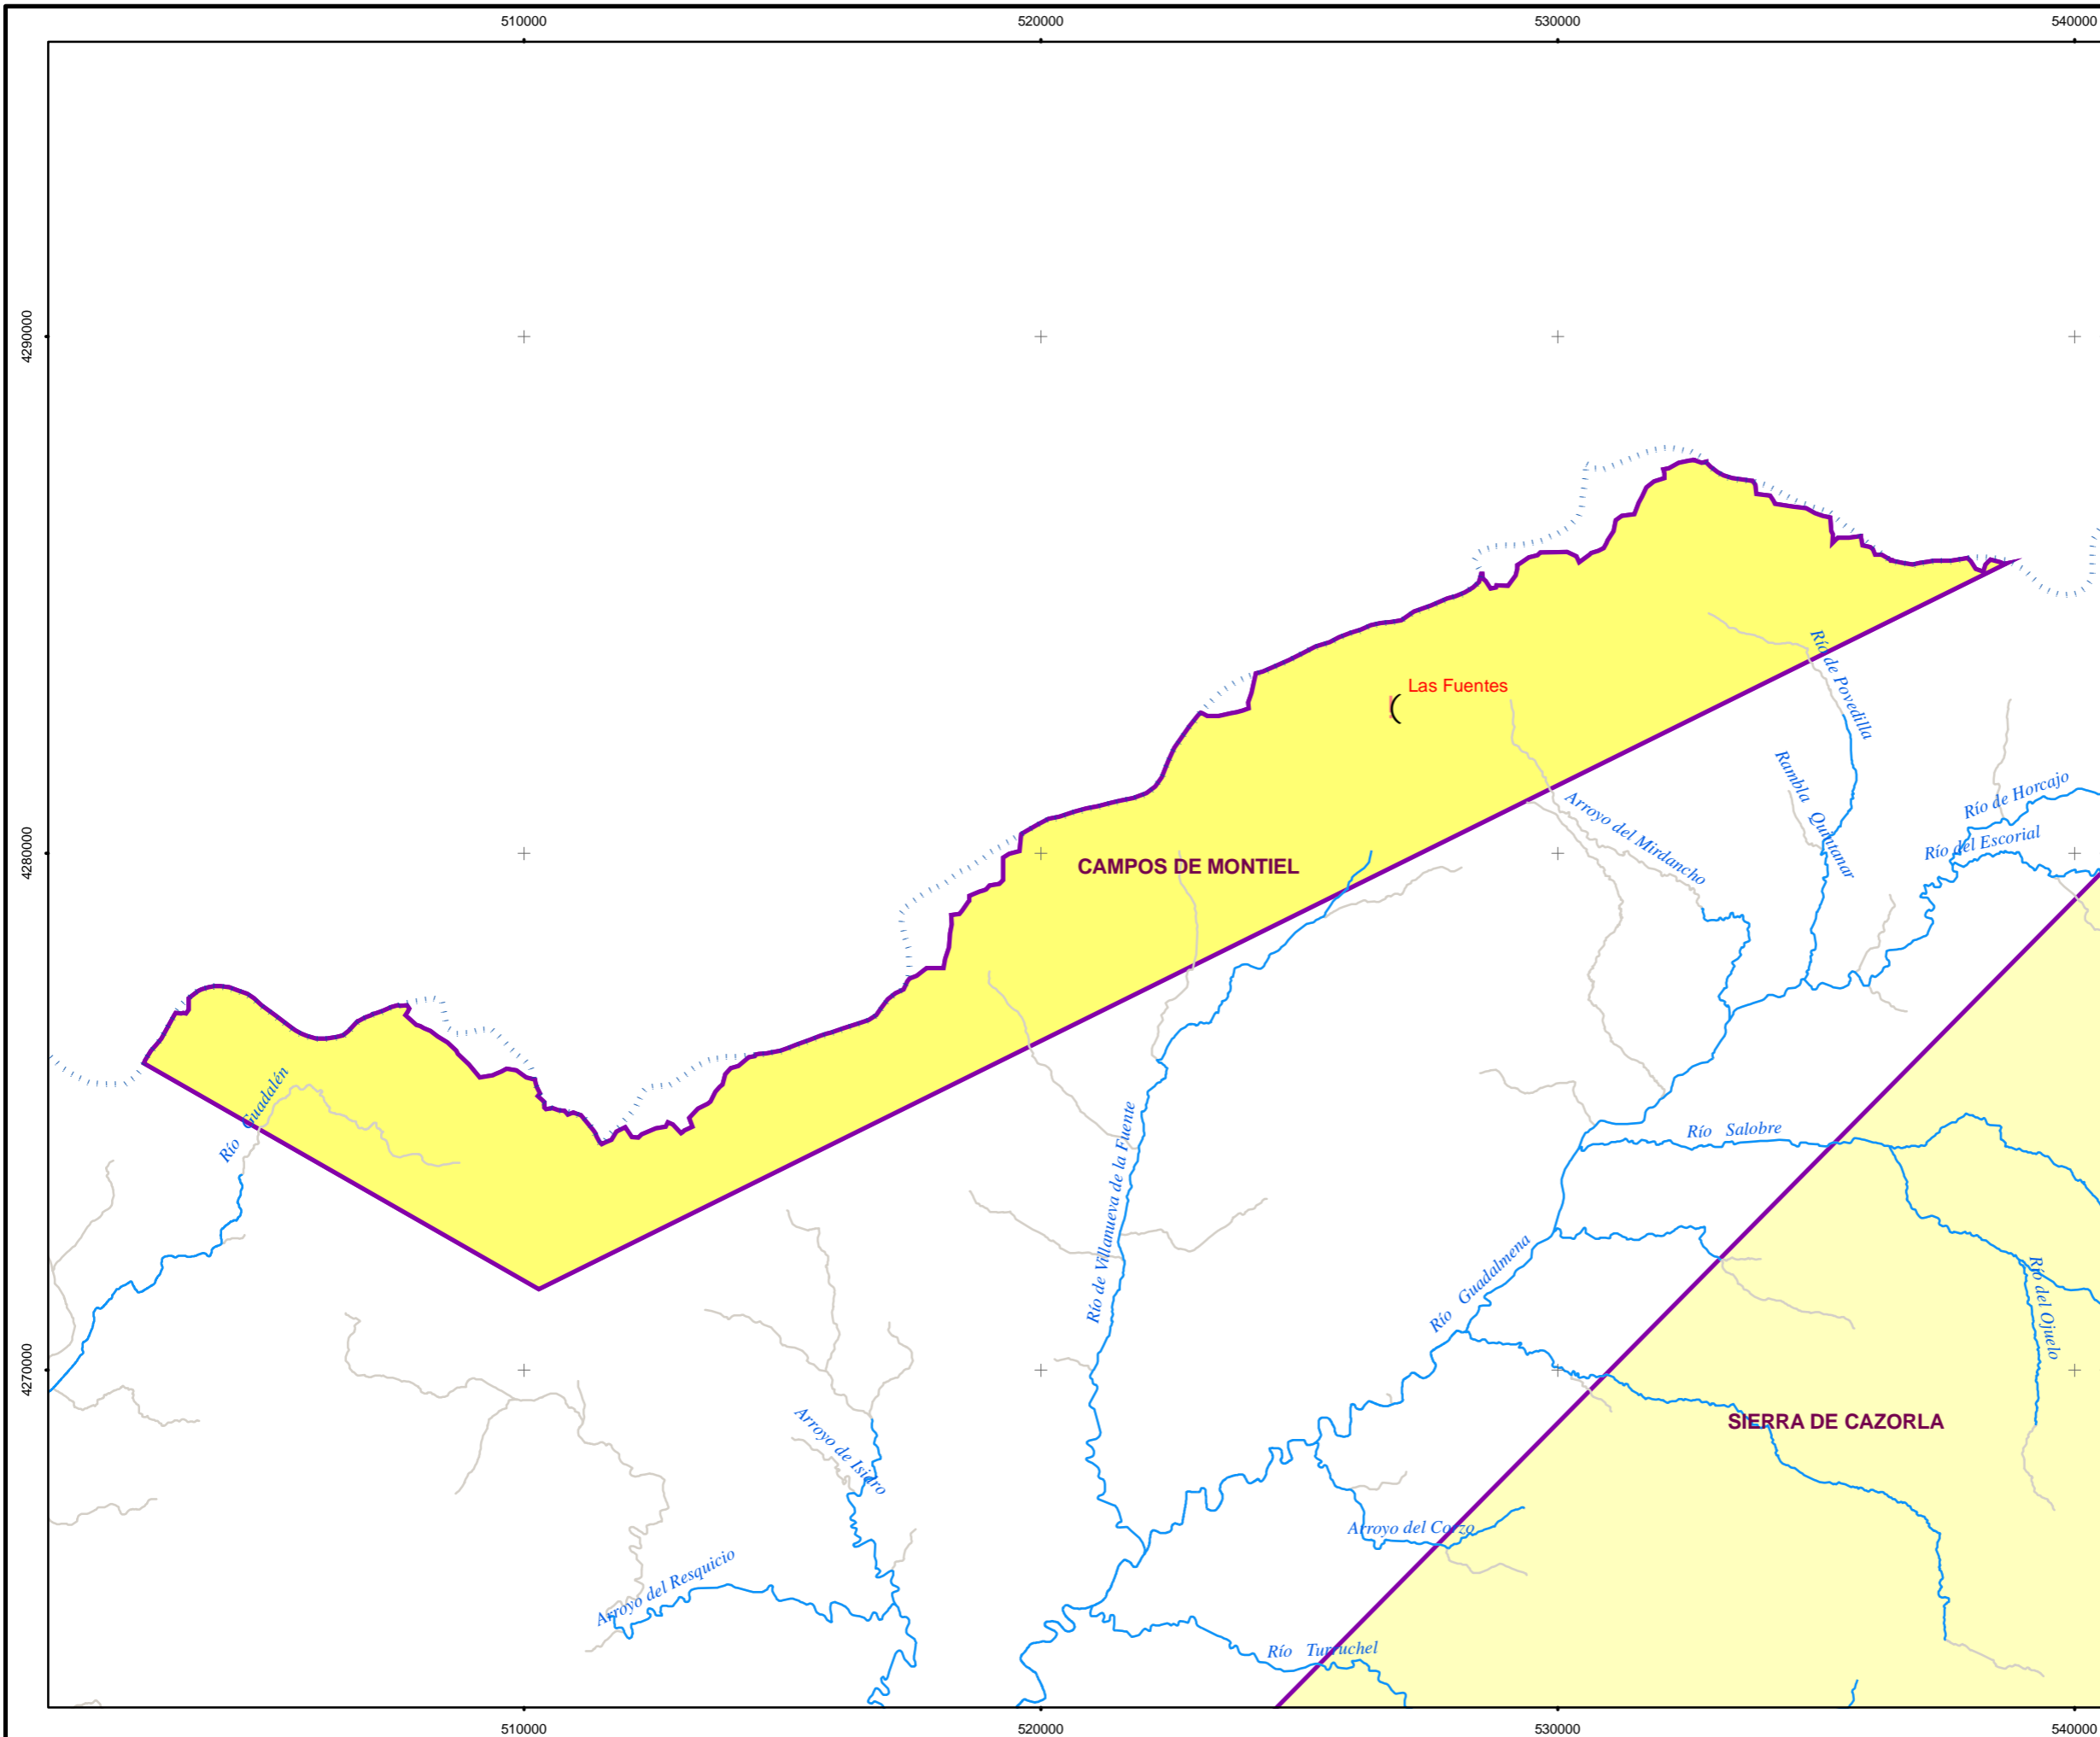 510000
520000
530000
540000
4290000
4280000
4270000
Las Fuentes
CAMPOS DE MONTIEL
SIERRA DE CAZORLA
Río de Povedilla
Rambla Quintanar
Río de Horcajo
Río del Escorial
Arroyo del Mirdancho
Río Guadalén
Río de Villanueva de la Fuente
Río Salobre
Río Guadalmena
Río del Ojuelo
Arroyo de Isidro
Arroyo del Corzo
Arroyo del Resquicio
Río Turruchel
510000
520000
530000
540000